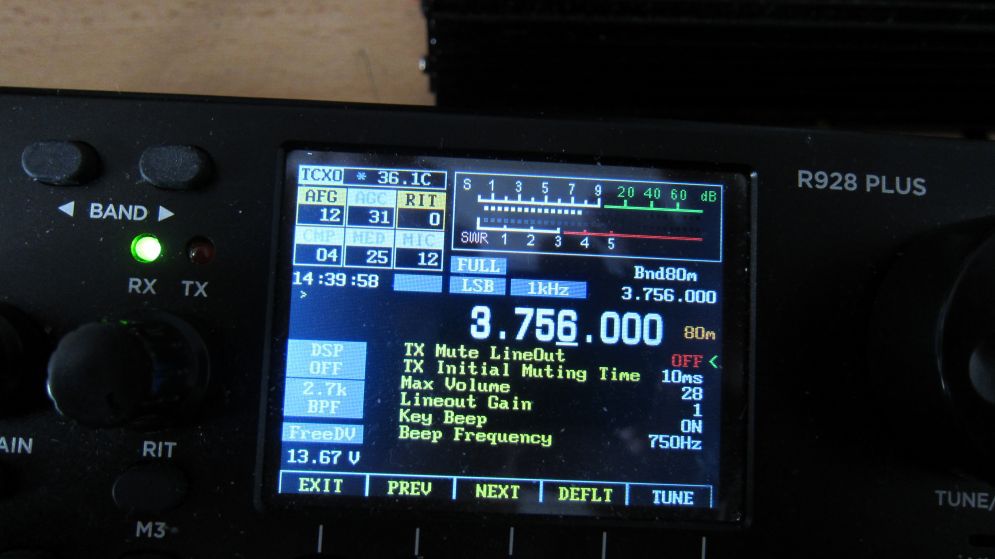 R928 PLUS
◄ BAND ►
RX TX
RIT
AIN
M3
TUNE/
TCXO * 36.1C
AFG AGC RIT
12 31 0
CMP MED MIC
04 25 12
S 1 3 5 7 9 20 40 60 dB
SWR 1 2 3 4 5
14:39:58
>
FULL
LSB 1kHz
Bnd80m
3.756.000
3.756.000 80m
DSP
OFF
2.7k
BPF
FreeDV
13.67 V
TX Mute LineOut OFF <
TX Initial Muting Time 10ms
Max Volume 28
Lineout Gain 1
Key Beep ON
Beep Frequency 750Hz
EXIT PREV NEXT DEFLT TUNE